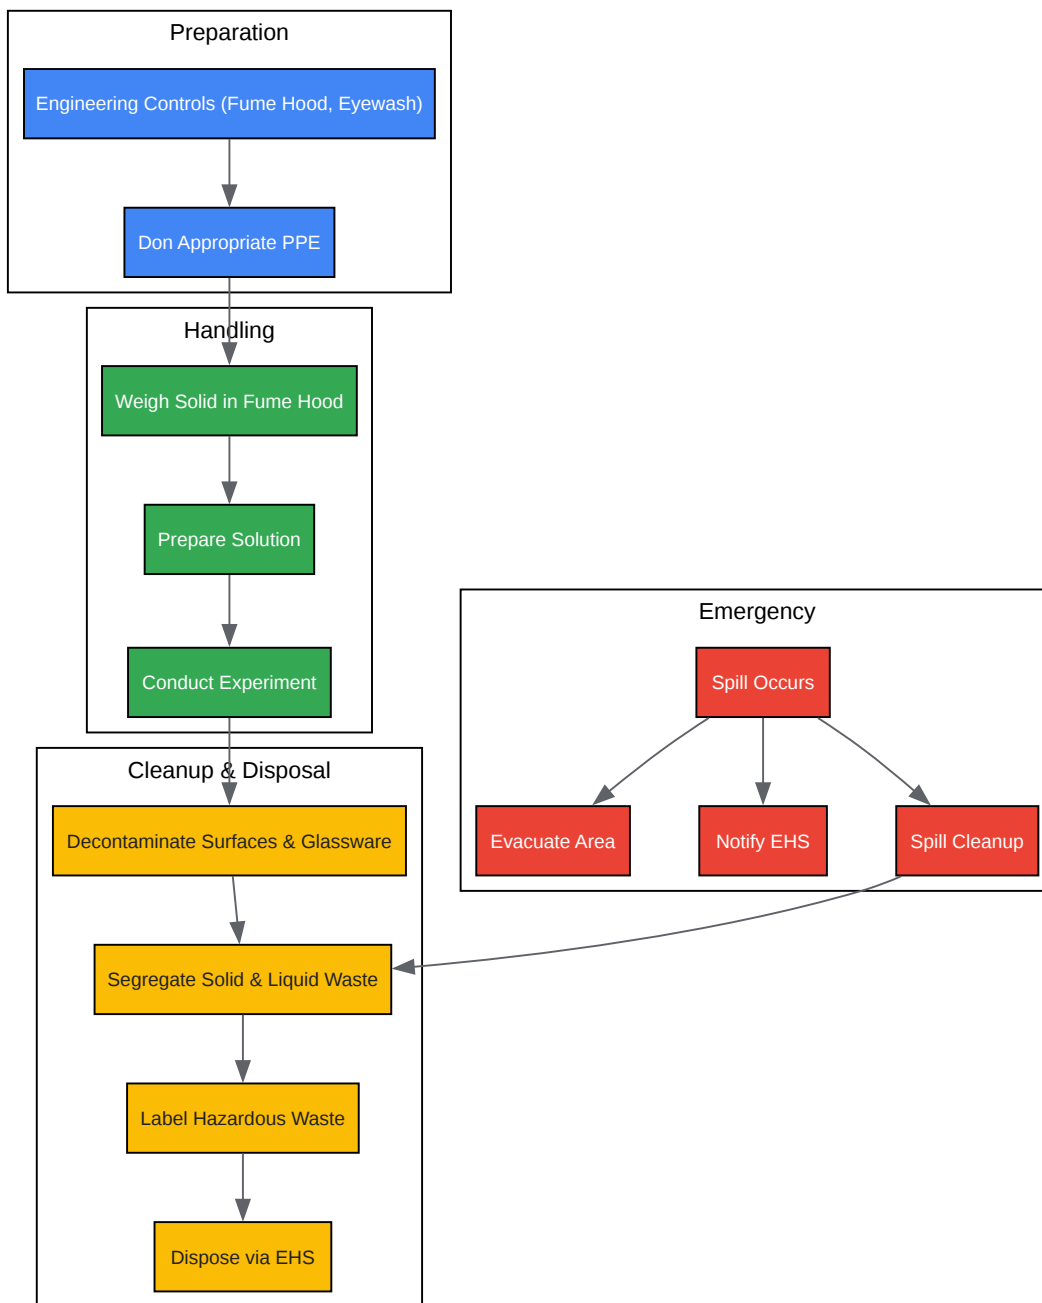 Preparation
Engineering Controls (Fume Hood, Eyewash)
Don Appropriate PPE
Handling
Weigh Solid in Fume Hood
Prepare Solution
Conduct Experiment
Cleanup & Disposal
Decontaminate Surfaces & Glassware
Segregate Solid & Liquid Waste
Label Hazardous Waste
Dispose via EHS
Emergency
Spill Occurs
Evacuate Area
Notify EHS
Spill Cleanup